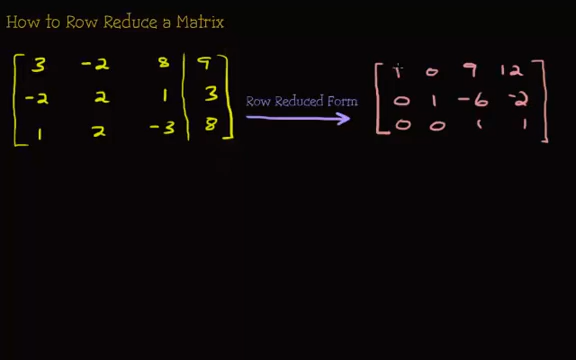 How to Row Reduce a Matrix
3 -2 8 9
-2 2 1 3
1 2 -3 8
Row Reduced Form
1 0 9 12
0 1 -6 -2
0 0 1 1